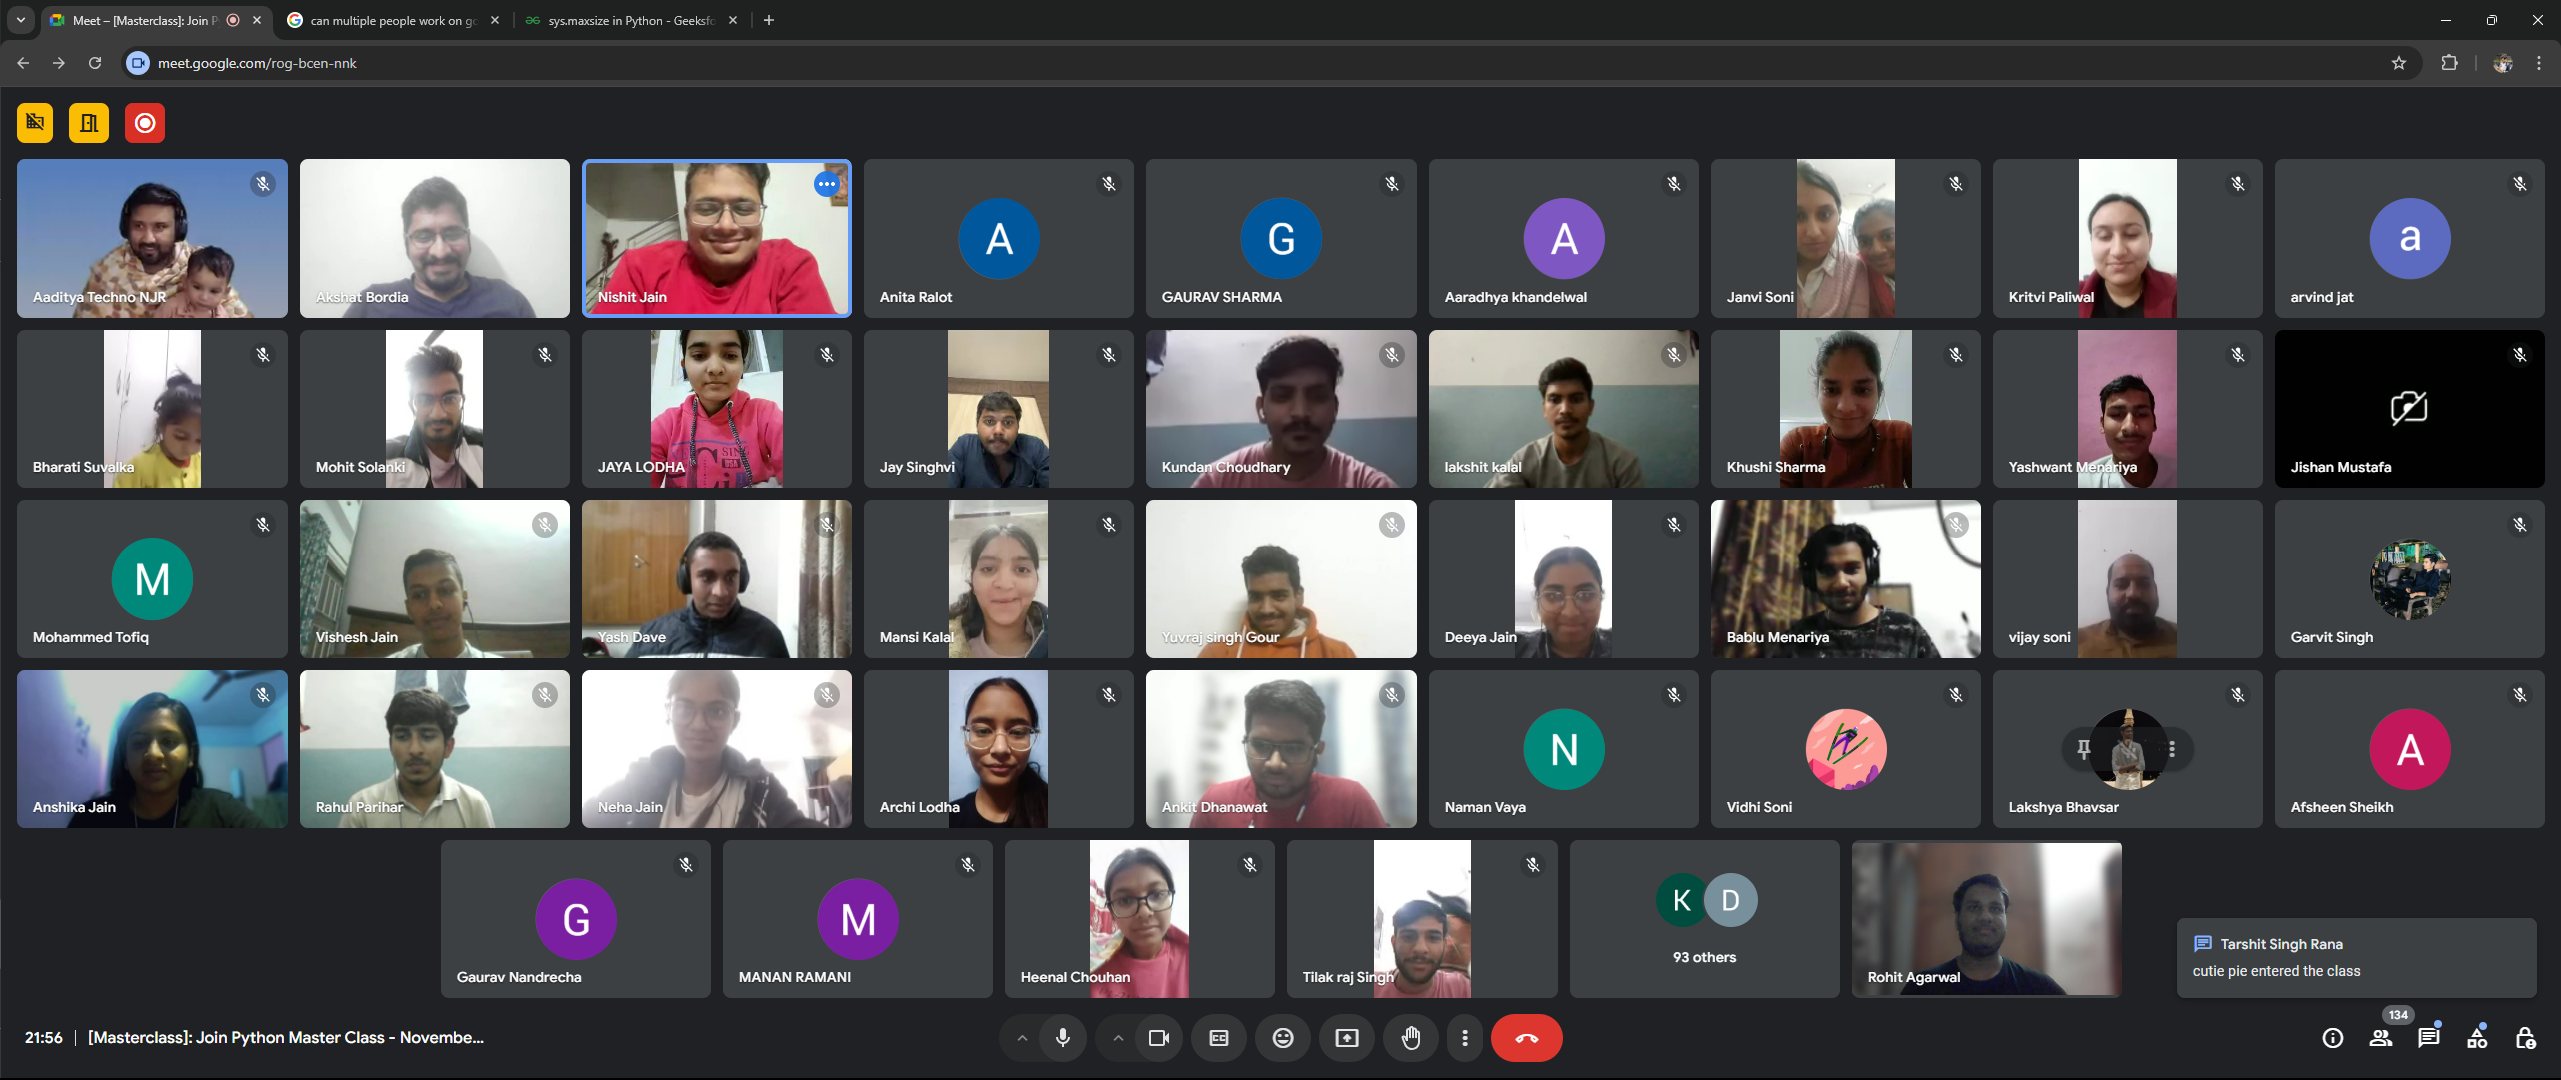 Meet – [Masterclass]: Join P
can multiple people work on go
sys.maxsize in Python - Geeksfo
meet.google.com/rog-bcen-nnk
Aaditya Techno NJR
Akshat Bordia
Nishit Jain
A
Anita Ralot
G
GAURAV SHARMA
A
Aaradhya khandelwal
Janvi Soni
Kritvi Paliwal
a
arvind jat
Bharati Suvalka
Mohit Solanki
JAYA LODHA
Jay Singhvi
Kundan Choudhary
lakshit kalal
Khushi Sharma
Yashwant Menariya
Jishan Mustafa
M
Mohammed Tofiq
Vishesh Jain
Yash Dave
Mansi Kalal
Yuvraj singh Gour
Deeya Jain
Bablu Menariya
vijay soni
Garvit Singh
Anshika Jain
Rahul Parihar
Neha Jain
Archi Lodha
Ankit Dhanawat
N
Naman Vaya
Vidhi Soni
Lakshya Bhavsar
A
Afsheen Sheikh
G
Gaurav Nandrecha
M
MANAN RAMANI
Heenal Chouhan
Tilak raj Singh
K D
93 others
Rohit Agarwal
Tarshit Singh Rana
cutie pie entered the class
21:56 | [Masterclass]: Join Python Master Class - Novembe...
CC
134